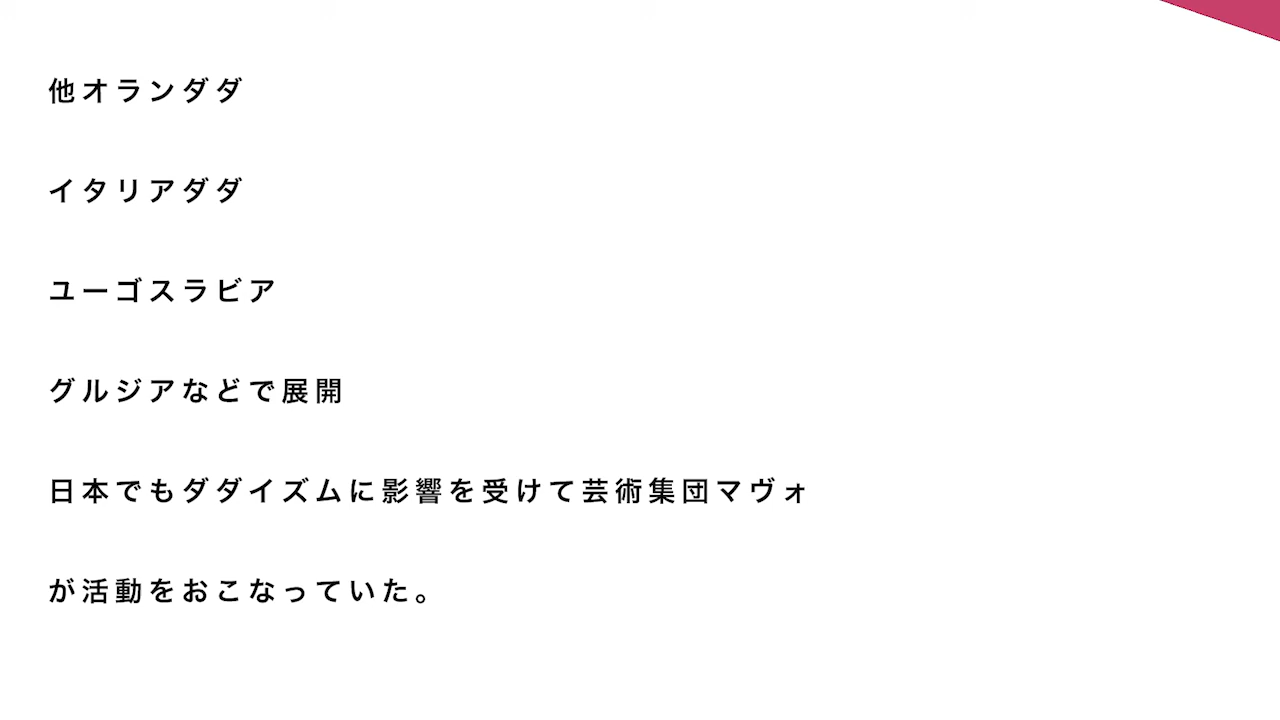 他オランダダ
イタリアダダ
ユーゴスラビア
グルジアなどで展開
日本でもダダイズムに影響を受けて芸術集団マヴォ
が活動をおこなっていた。